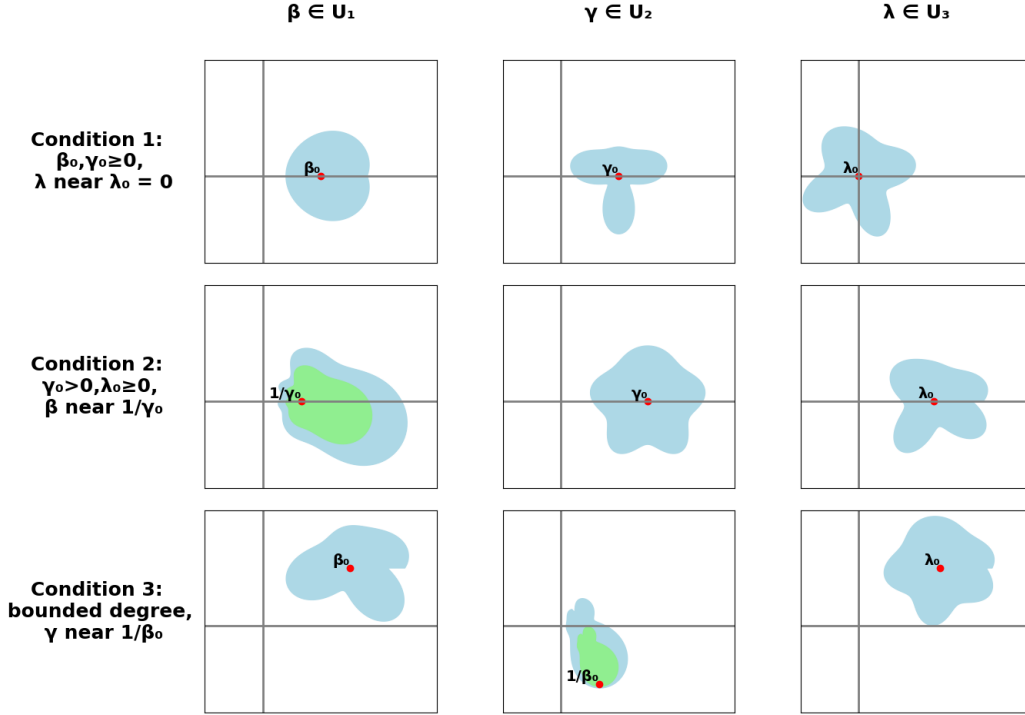 β ∈ U₁
γ ∈ U₂
λ ∈ U₃
Condition 1:
β₀,γ₀≥0,
λ near λ₀ = 0
β₀
γ₀
λ₀
Condition 2:
γ₀>0,λ₀≥0,
β near 1/γ₀
1/γ₀
γ₀
λ₀
Condition 3:
bounded degree,
γ near 1/β₀
β₀
1/β₀
λ₀